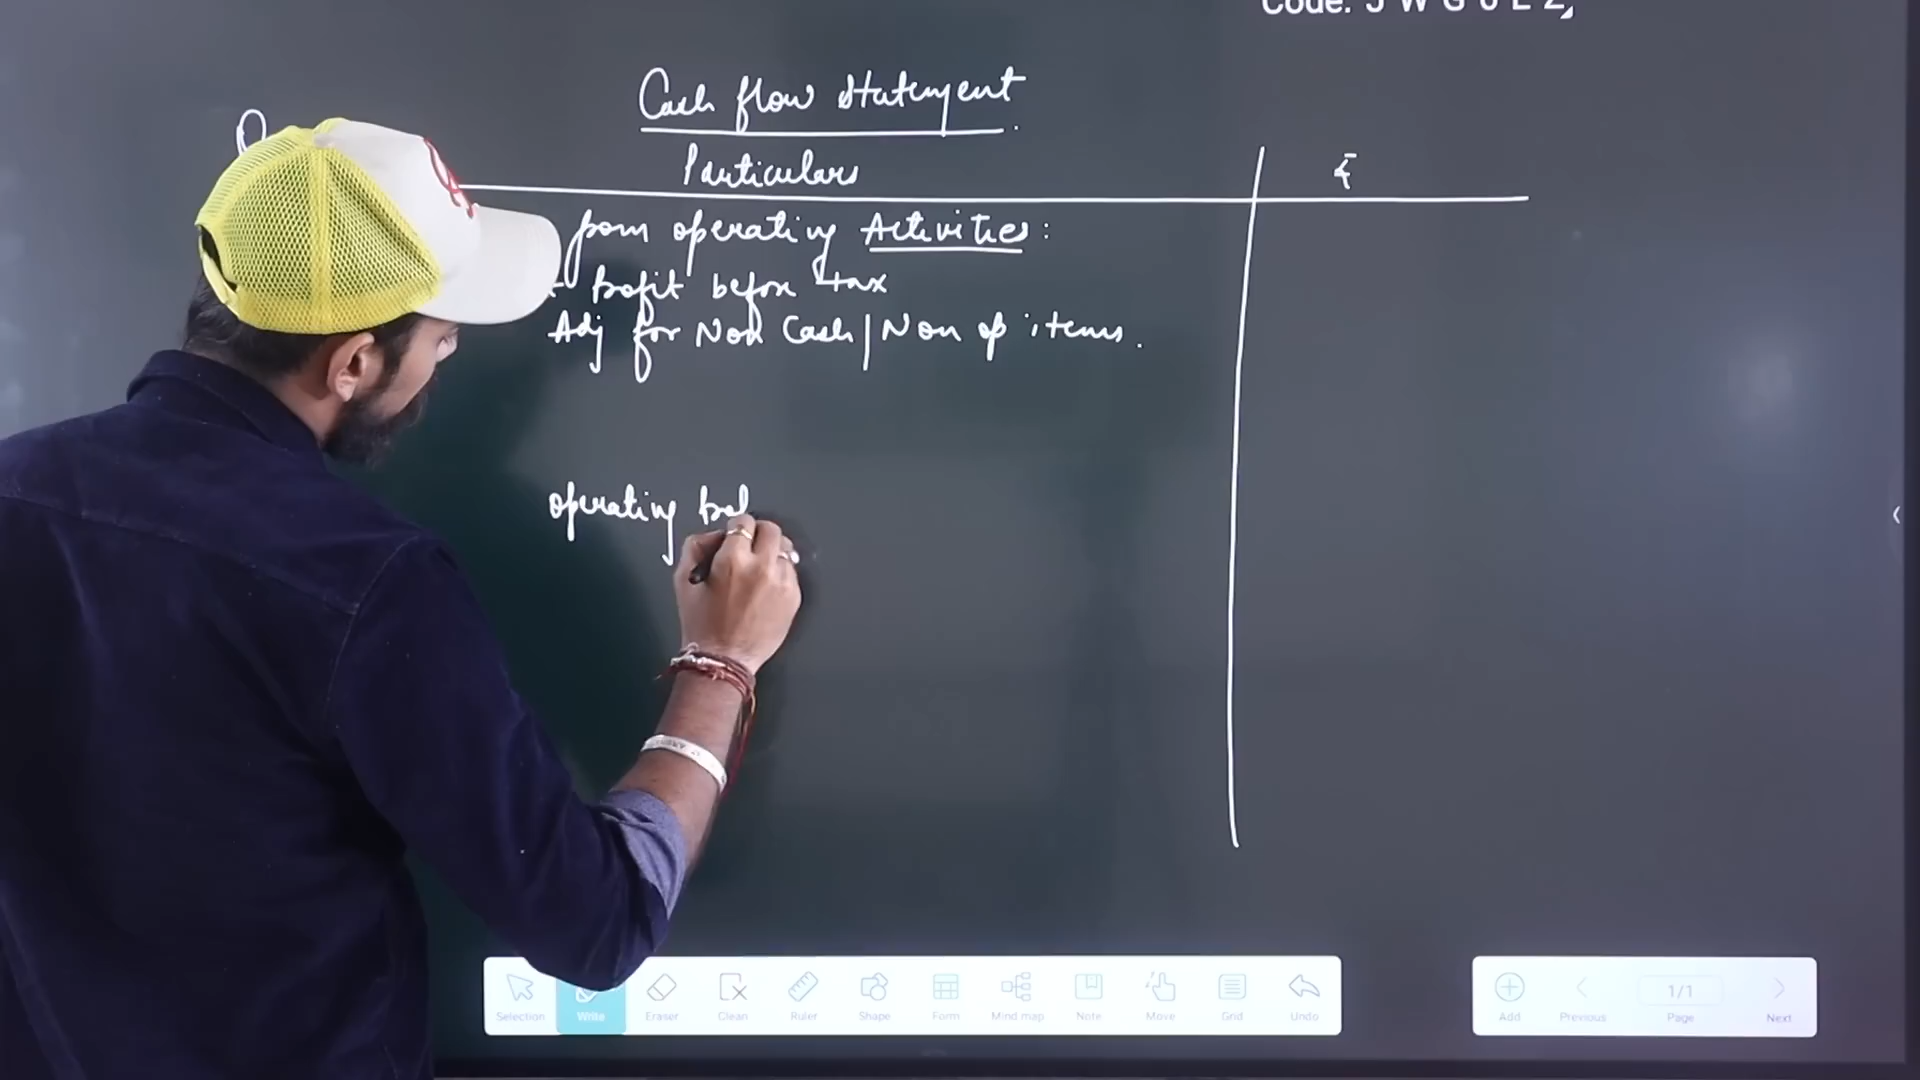 Code: J W G U L Z
Cash flow Statement
Particulars ₹
from operating Activities:
Profit before tax
Adj for Non Cash/Non op items.
operating
Selection Write Eraser Clean Ruler Shape Form Mind map Note Move Grid Undo
Add Previous 1/1 Page Next